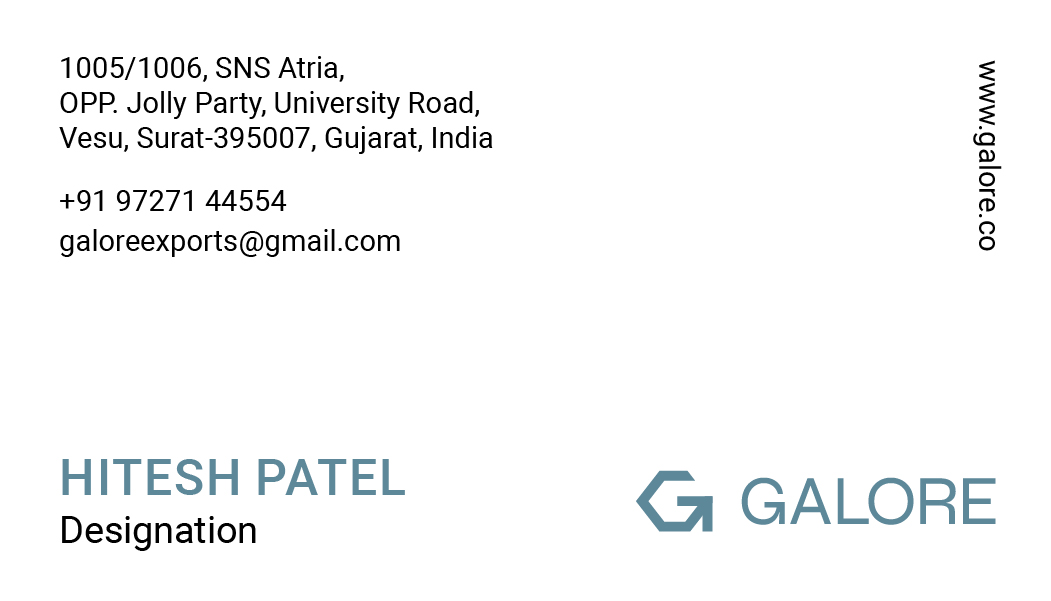 1005/1006, SNS Atria,
OPP. Jolly Party, University Road,
Vesu, Surat-395007, Gujarat, India
+91 97271 44554
galoreexports@gmail.com
www.galore.co
HITESH PATEL
Designation
GALORE